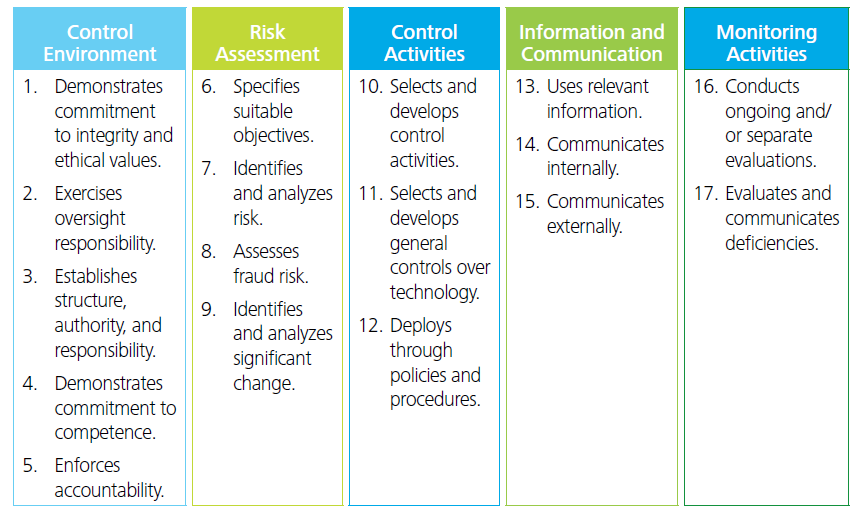 Control
Environment
1. Demonstrates
commitment
to integrity and
ethical values.
2. Exercises
oversight
responsibility.
3. Establishes
structure,
authority, and
responsibility.
4. Demonstrates
commitment to
competence.
5. Enforces
accountability.
Risk
Assessment
6. Specifies
suitable
objectives.
7. Identifies
and analyzes
risk.
8. Assesses
fraud risk.
9. Identifies
and analyzes
significant
change.
Control
Activities
10. Selects and
develops
control
activities.
11. Selects and
develops
general
controls over
technology.
12. Deploys
through
policies and
procedures.
Information and
Communication
13. Uses relevant
information.
14. Communicates
internally.
15. Communicates
externally.
Monitoring
Activities
16. Conducts
ongoing and/
or separate
evaluations.
17. Evaluates and
communicates
deficiencies.